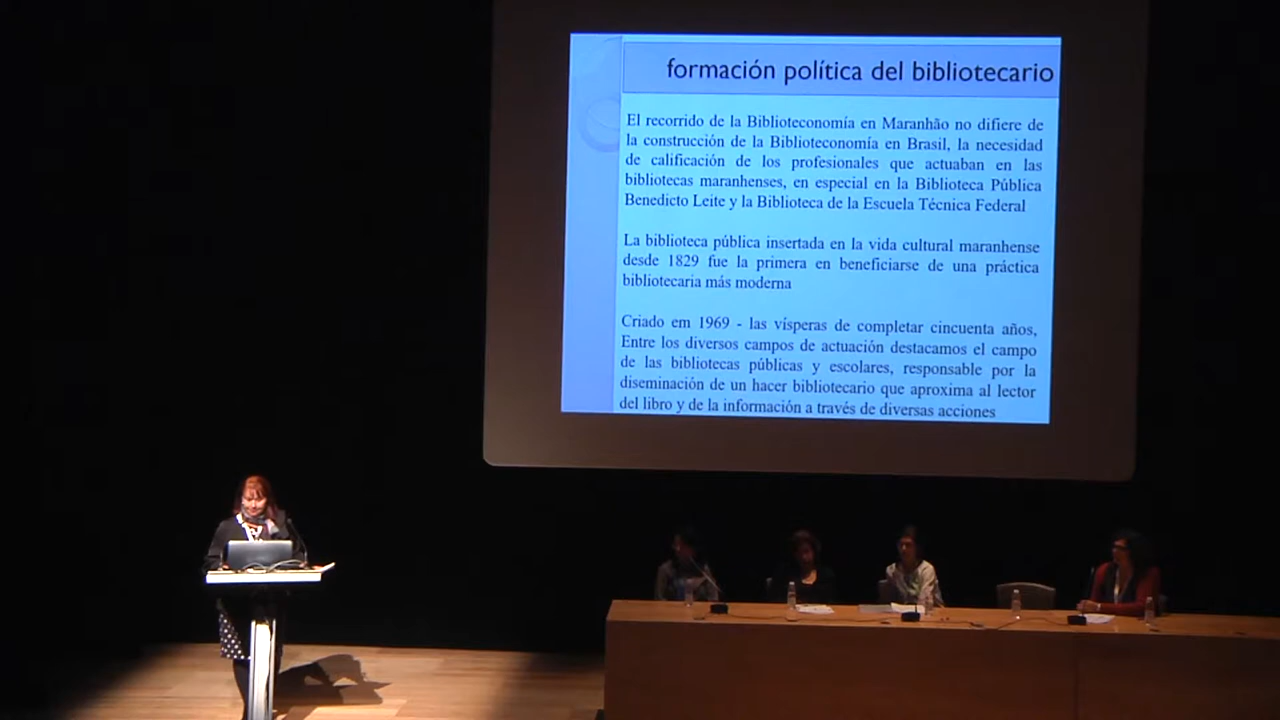 formación política del bibliotecario
El recorrido de la Biblioteconomía en Maranhão no difiere de
la construcción de la Biblioteconomía en Brasil, la necesidad
de calificación de los profesionales que actuaban en las
bibliotecas maranhenses, en especial en la Biblioteca Pública
Benedicto Leite y la Biblioteca de la Escuela Técnica Federal
La biblioteca pública insertada en la vida cultural maranhense
desde 1829 fue la primera en beneficiarse de una práctica
bibliotecaria más moderna
Criado em 1969 - las vísperas de completar cincuenta años,
Entre los diversos campos de actuación destacamos el campo
de las bibliotecas públicas y escolares, responsable por la
diseminación de un hacer bibliotecario que aproxima al lector
del libro y de la información a través de diversas acciones